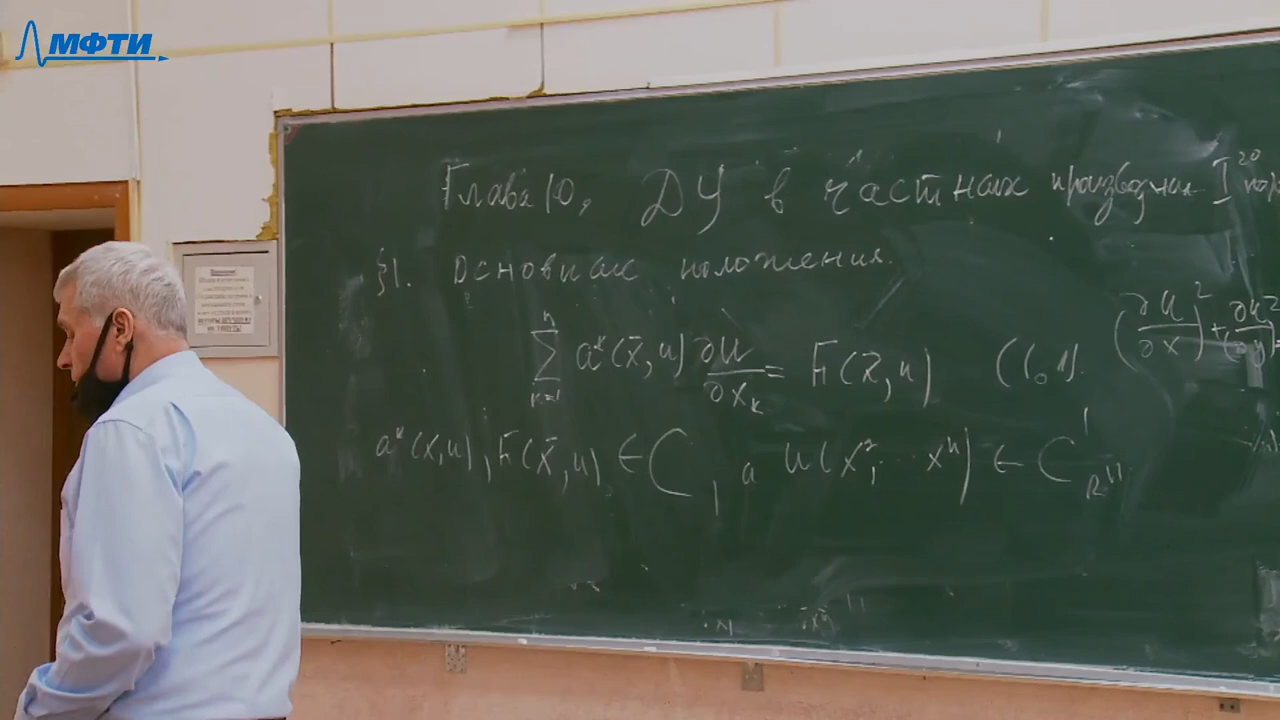 МФТИ
Глава 10, ДУ в частных производных I го пор
§1. Основные положения.
n
∑ aᵏ(x̄, u) ∂u/∂xₖ = F(x̄, u) (1.1).
k=1
(∂u/∂x)² + (∂u/∂y)² =
aᵏ(x, u), F(x̄, u) ∈ C, а u(x¹, ... xⁿ) ∈ C¹ Rⁿ